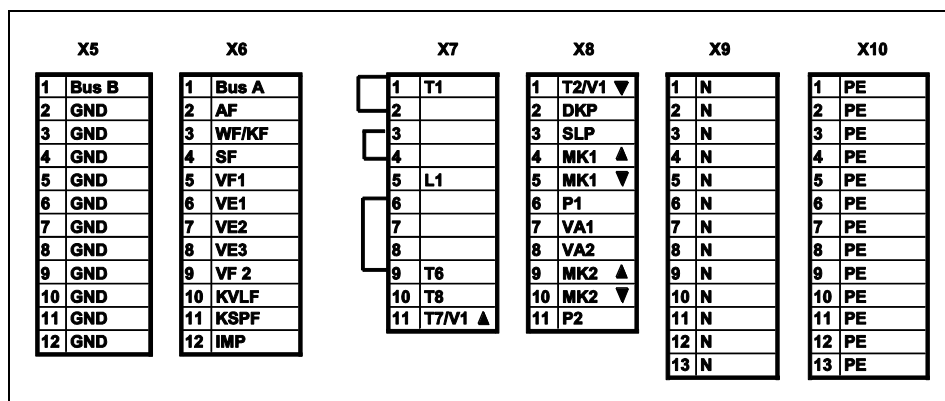 X5 X6 X7 X8 X9 X10
1 Bus B 1 Bus A 1 T1 1 T2/V1 ▼ 1 N 1 PE
2 GND 2 AF 2 2 DKP 2 N 2 PE
3 GND 3 WF/KF 3 3 SLP 3 N 3 PE
4 GND 4 SF 4 4 MK1 ▲ 4 N 4 PE
5 GND 5 VF1 5 L1 5 MK1 ▼ 5 N 5 PE
6 GND 6 VE1 6 6 P1 6 N 6 PE
7 GND 7 VE2 7 7 VA1 7 N 7 PE
8 GND 8 VE3 8 8 VA2 8 N 8 PE
9 GND 9 VF 2 9 T6 9 MK2 ▲ 9 N 9 PE
10 GND 10 KVLF 10 T8 10 MK2 ▼ 10 N 10 PE
11 GND 11 KSPF 11 T7/V1 ▲ 11 P2 11 N 11 PE
12 GND 12 IMP 12 N 12 PE
13 N 13 PE